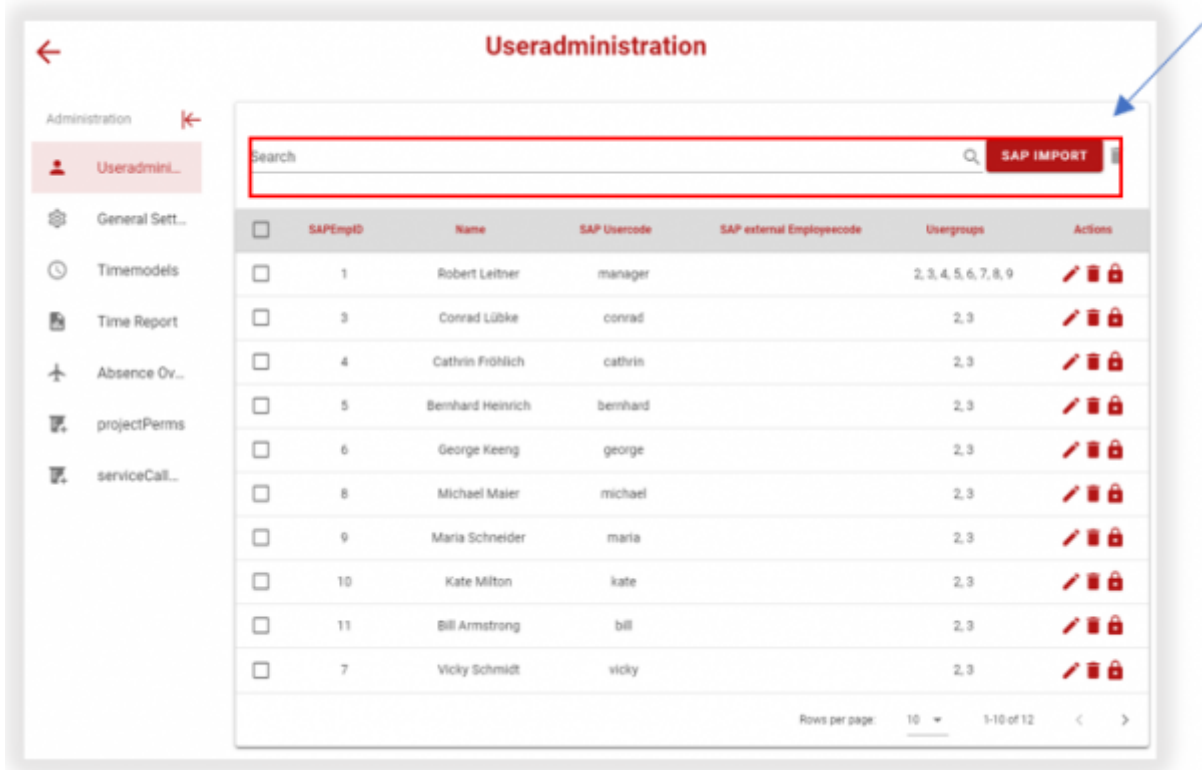 Useradministration
Administration
Useradmini...
General Sett...
Timemodels
Time Report
Absence Ov...
projectPerms
serviceCall...
Search
SAP IMPORT
SAPEmpID Name SAP Usercode SAP external Employeecode Usergroups Actions
1 Robert Leitner manager 2, 3, 4, 5, 6, 7, 8, 9
3 Conrad Lübke conrad 2, 3
4 Cathrin Fröhlich cathrin 2, 3
5 Bernhard Heinrich bernhard 2, 3
6 George Keeng george 2, 3
8 Michael Maier michael 2, 3
9 Maria Schneider maria 2, 3
10 Kate Milton kate 2, 3
11 Bill Armstrong bill 2, 3
7 Vicky Schmidt vicky 2, 3
Rows per page: 10 1-10 of 12